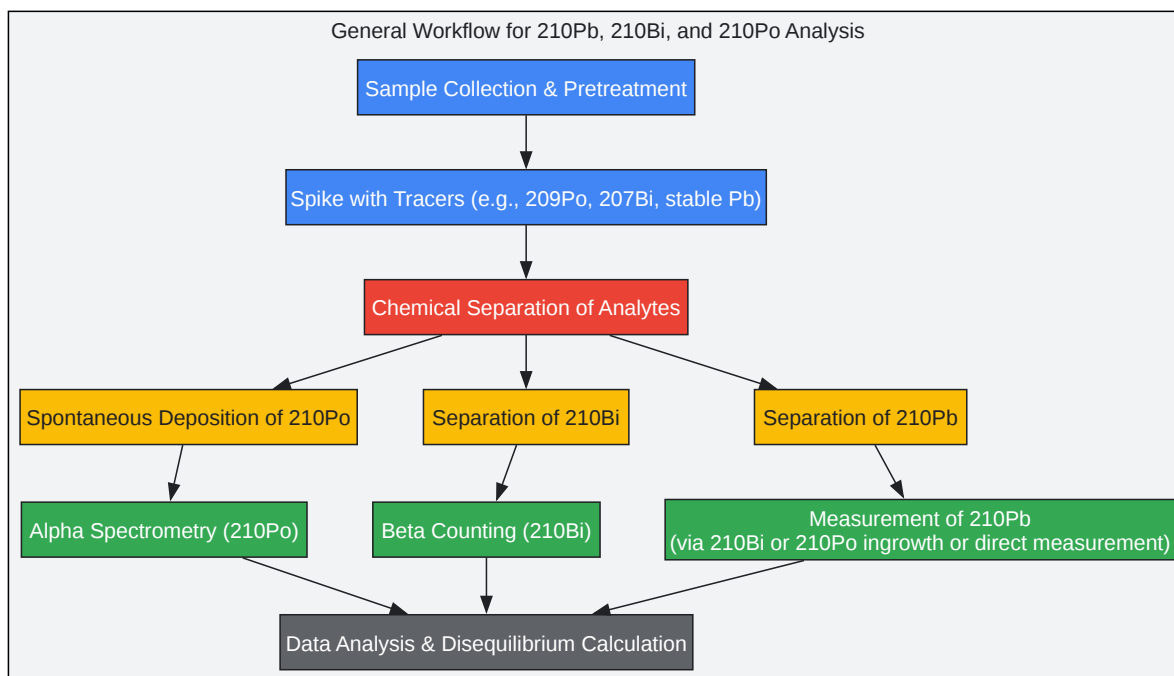 General Workflow for 210Pb, 210Bi, and 210Po Analysis
Sample Collection & Pretreatment
Spike with Tracers (e.g., 209Po, 207Bi, stable Pb)
Chemical Separation of Analytes
Spontaneous Deposition of 210Po
Separation of 210Bi
Separation of 210Pb
Alpha Spectrometry (210Po)
Beta Counting (210Bi)
Measurement of 210Pb
(via 210Bi or 210Po ingrowth or direct measurement)
Data Analysis & Disequilibrium Calculation